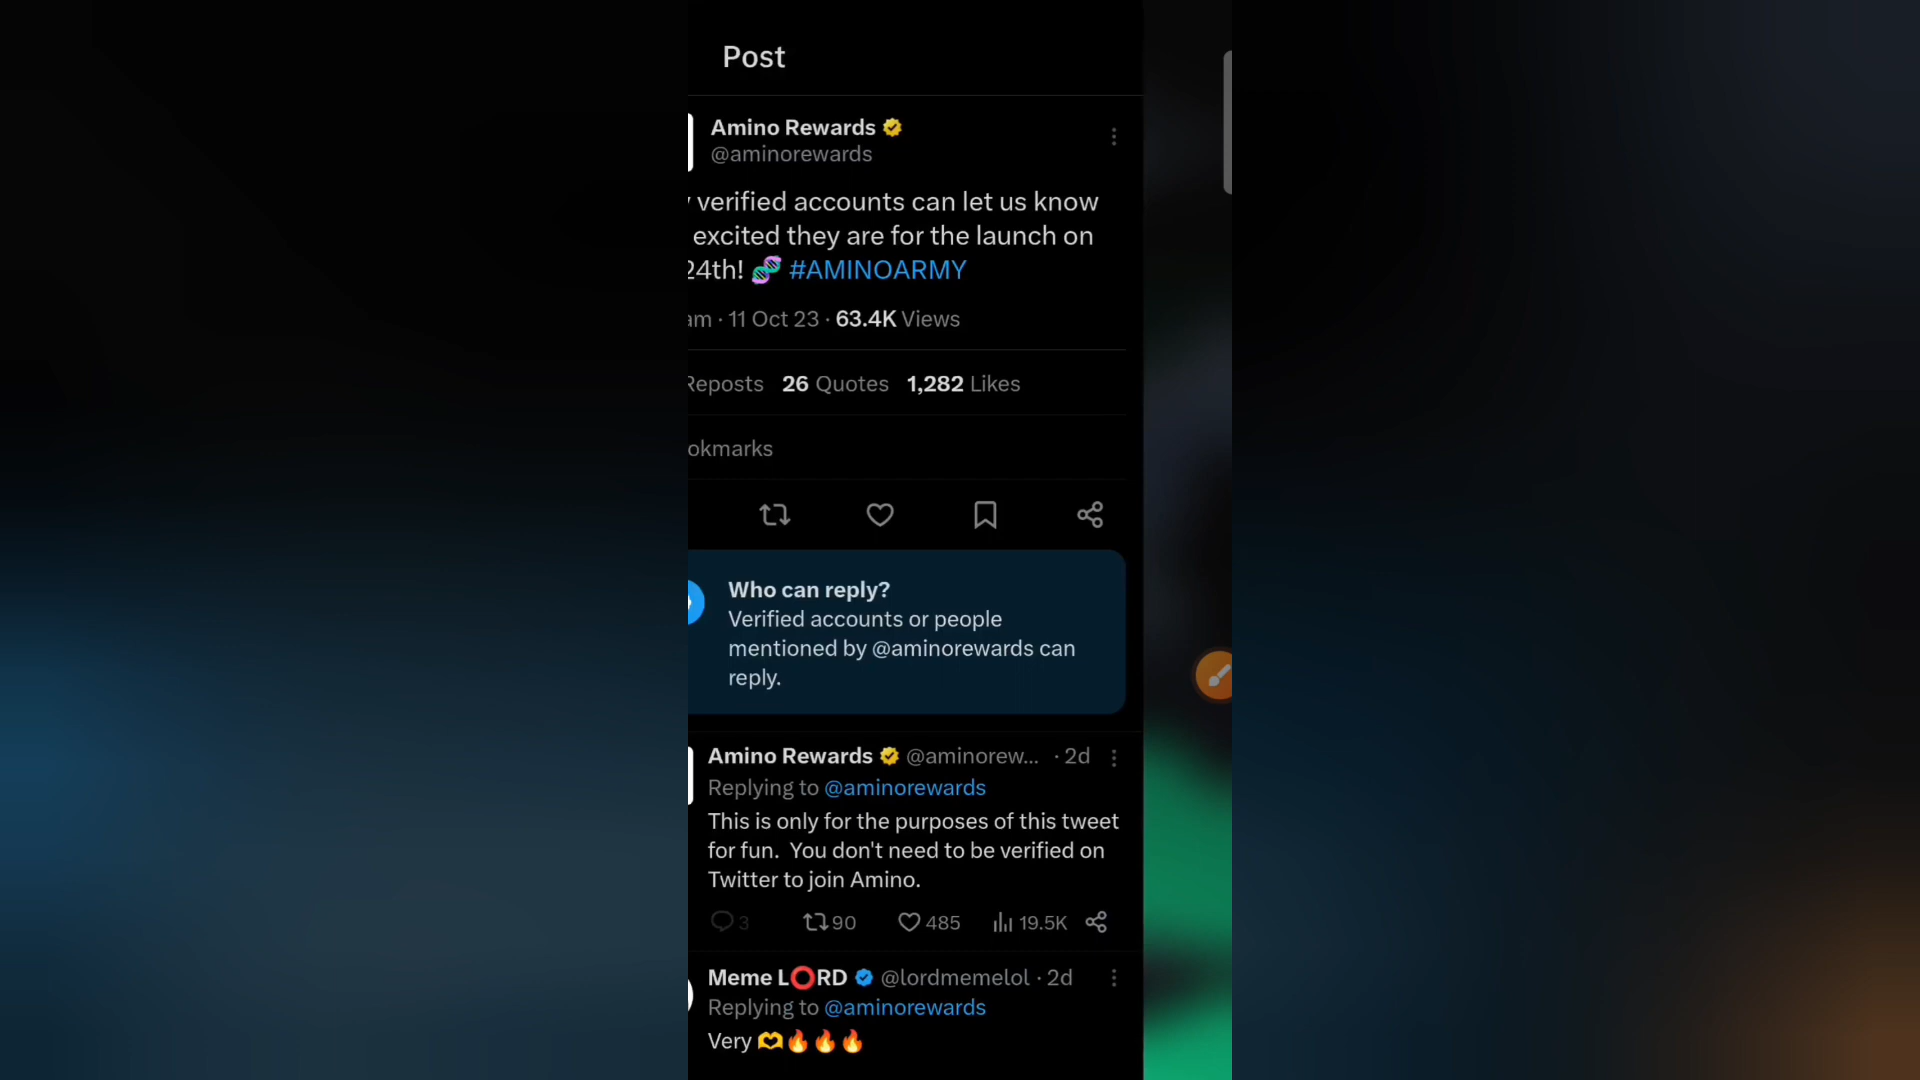 Post
Amino Rewards
@aminorewards
verified accounts can let us know
excited they are for the launch on
24th! 🧬 #AMINOARMY
am · 11 Oct 23 · 63.4K Views
Reposts 26 Quotes 1,282 Likes
okmarks
Who can reply?
Verified accounts or people
mentioned by @aminorewards can
reply.
Amino Rewards @aminorew... · 2d
Replying to @aminorewards
This is only for the purposes of this tweet
for fun. You don't need to be verified on
Twitter to join Amino.
3 90 485 19.5K
Meme L⭕RD @lordmemelol · 2d
Replying to @aminorewards
Very 🫶🔥🔥🔥